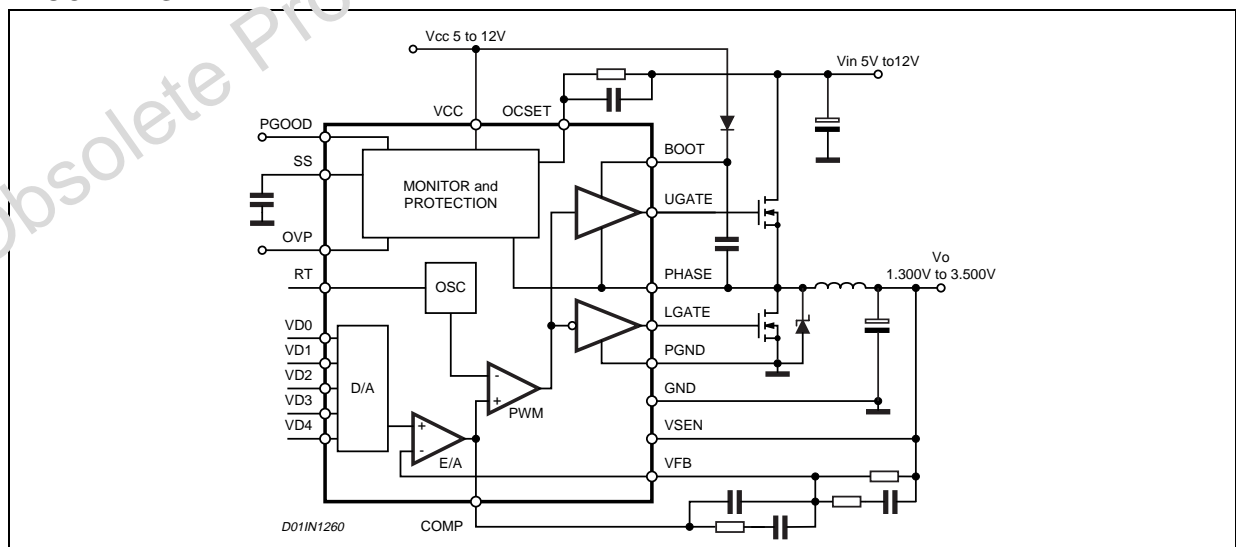 Obsolete Pro
Vcc 5 to 12V
Vin 5V to12V
VCC
OCSET
PGOOD
SS
MONITOR and
PROTECTION
BOOT
UGATE
OVP
RT
OSC
PHASE
Vo
1.300V to 3.500V
LGATE
VD0
VD1
VD2
VD3
VD4
D/A
PGND
-
+
PWM
GND
+
-
E/A
VSEN
VFB
COMP
D01IN1260